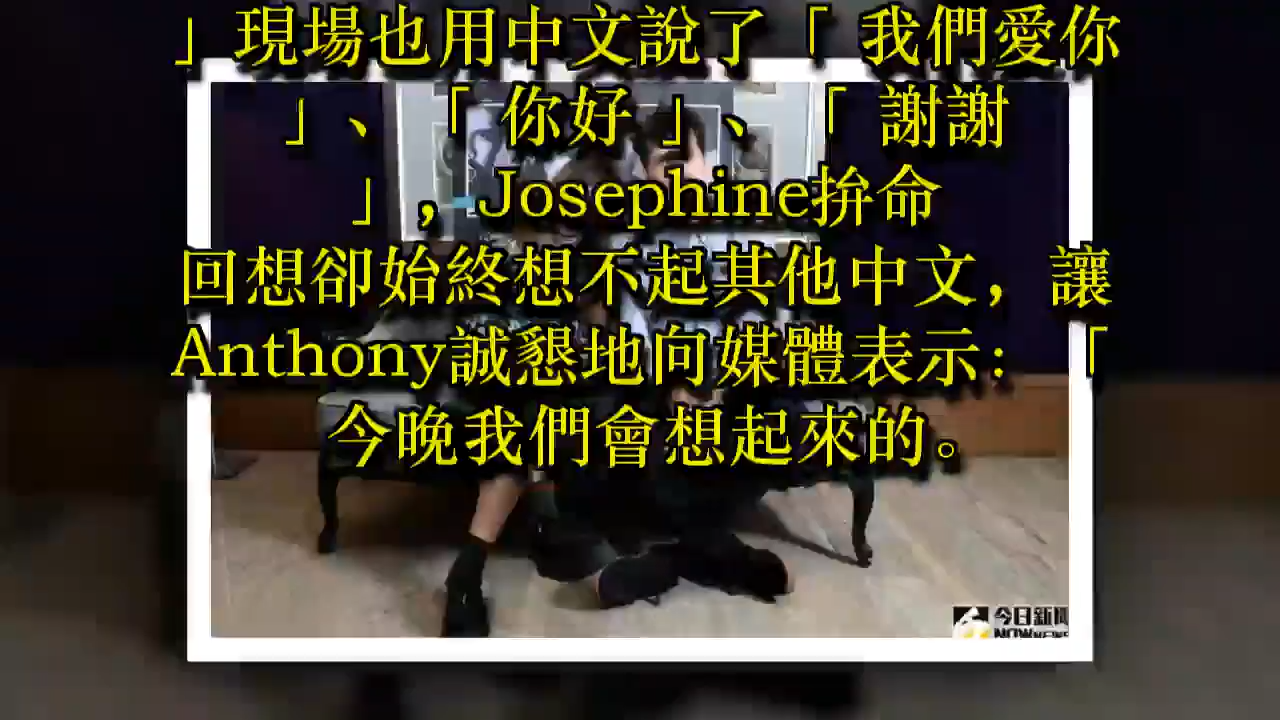 」現場也用中文說了「 我們愛你
」、「 你好 」、「 謝謝
」，Josephine拚命
回想卻始終想不起其他中文，讓
Anthony誠懇地向媒體表示：「
今晚我們會想起來的。
今日新聞
NOWnews